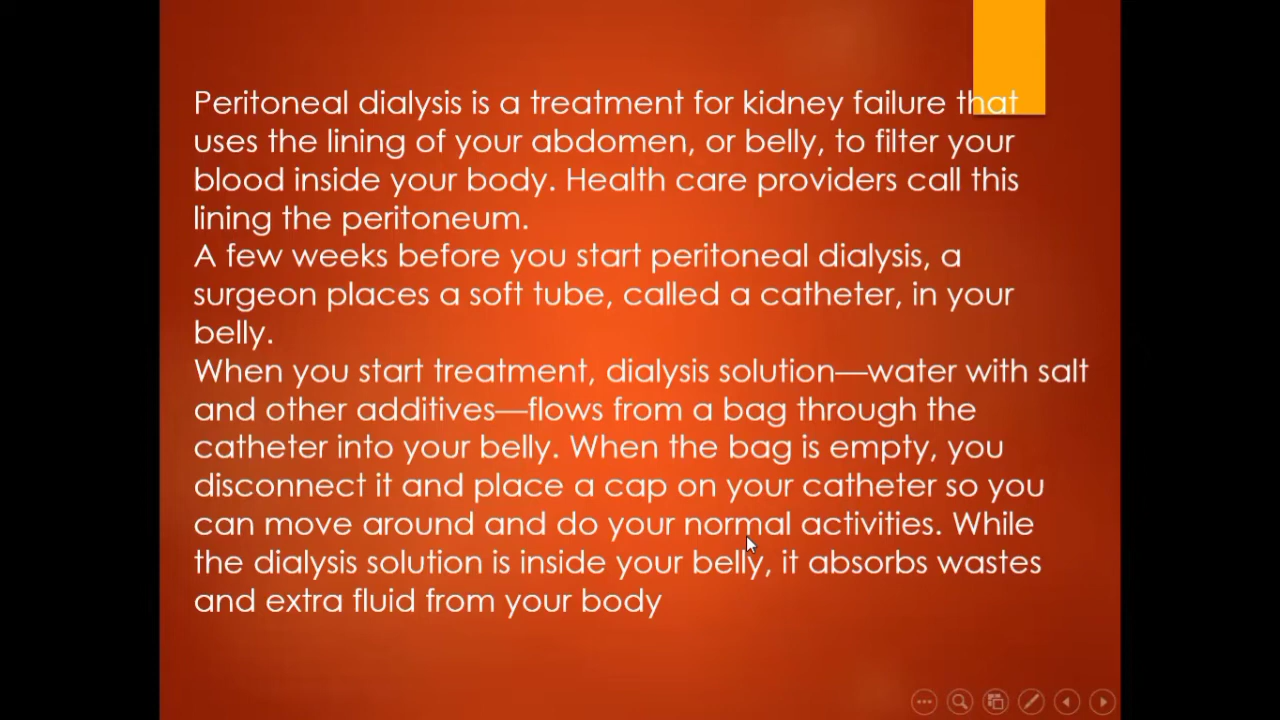 Peritoneal dialysis is a treatment for kidney failure that
uses the lining of your abdomen, or belly, to filter your
blood inside your body. Health care providers call this
lining the peritoneum.
A few weeks before you start peritoneal dialysis, a
surgeon places a soft tube, called a catheter, in your
belly.
When you start treatment, dialysis solution—water with salt
and other additives—flows from a bag through the
catheter into your belly. When the bag is empty, you
disconnect it and place a cap on your catheter so you
can move around and do your normal activities. While
the dialysis solution is inside your belly, it absorbs wastes
and extra fluid from your body